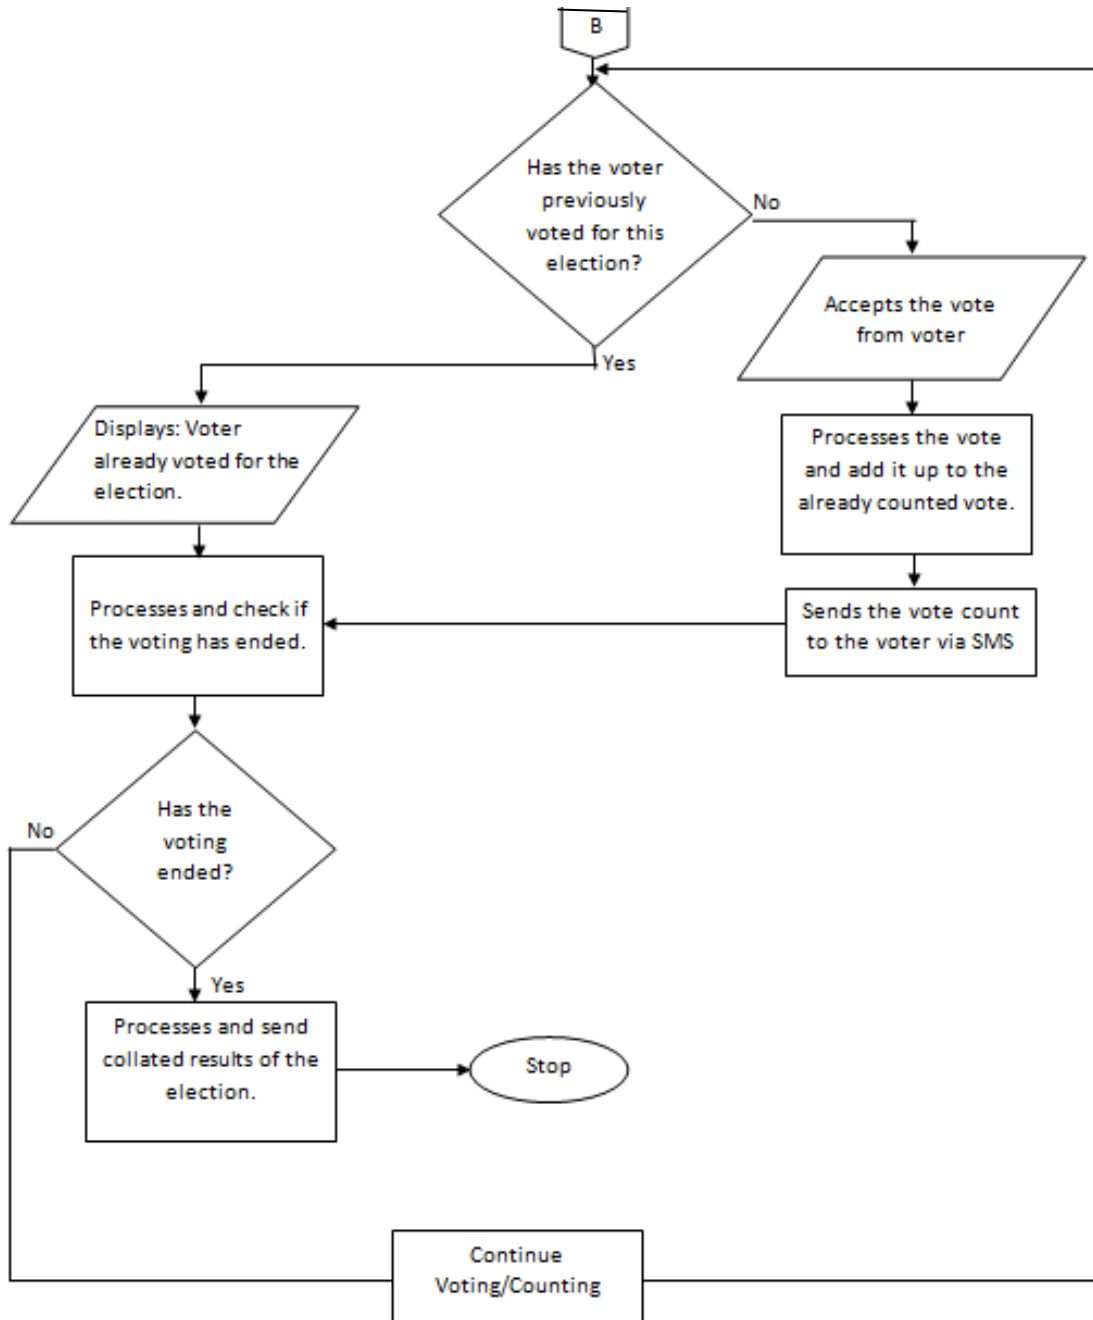 B
Has the voter
previously
voted for this
election?
No
Accepts the vote
from voter
Yes
Displays: Voter
already voted for the
election.
Processes the vote
and add it up to the
already counted vote.
Processes and check if
the voting has ended.
Sends the vote count
to the voter via SMS
Has the
voting
ended?
No
Yes
Processes and send
collated results of the
election.
Stop
Continue
Voting/Counting